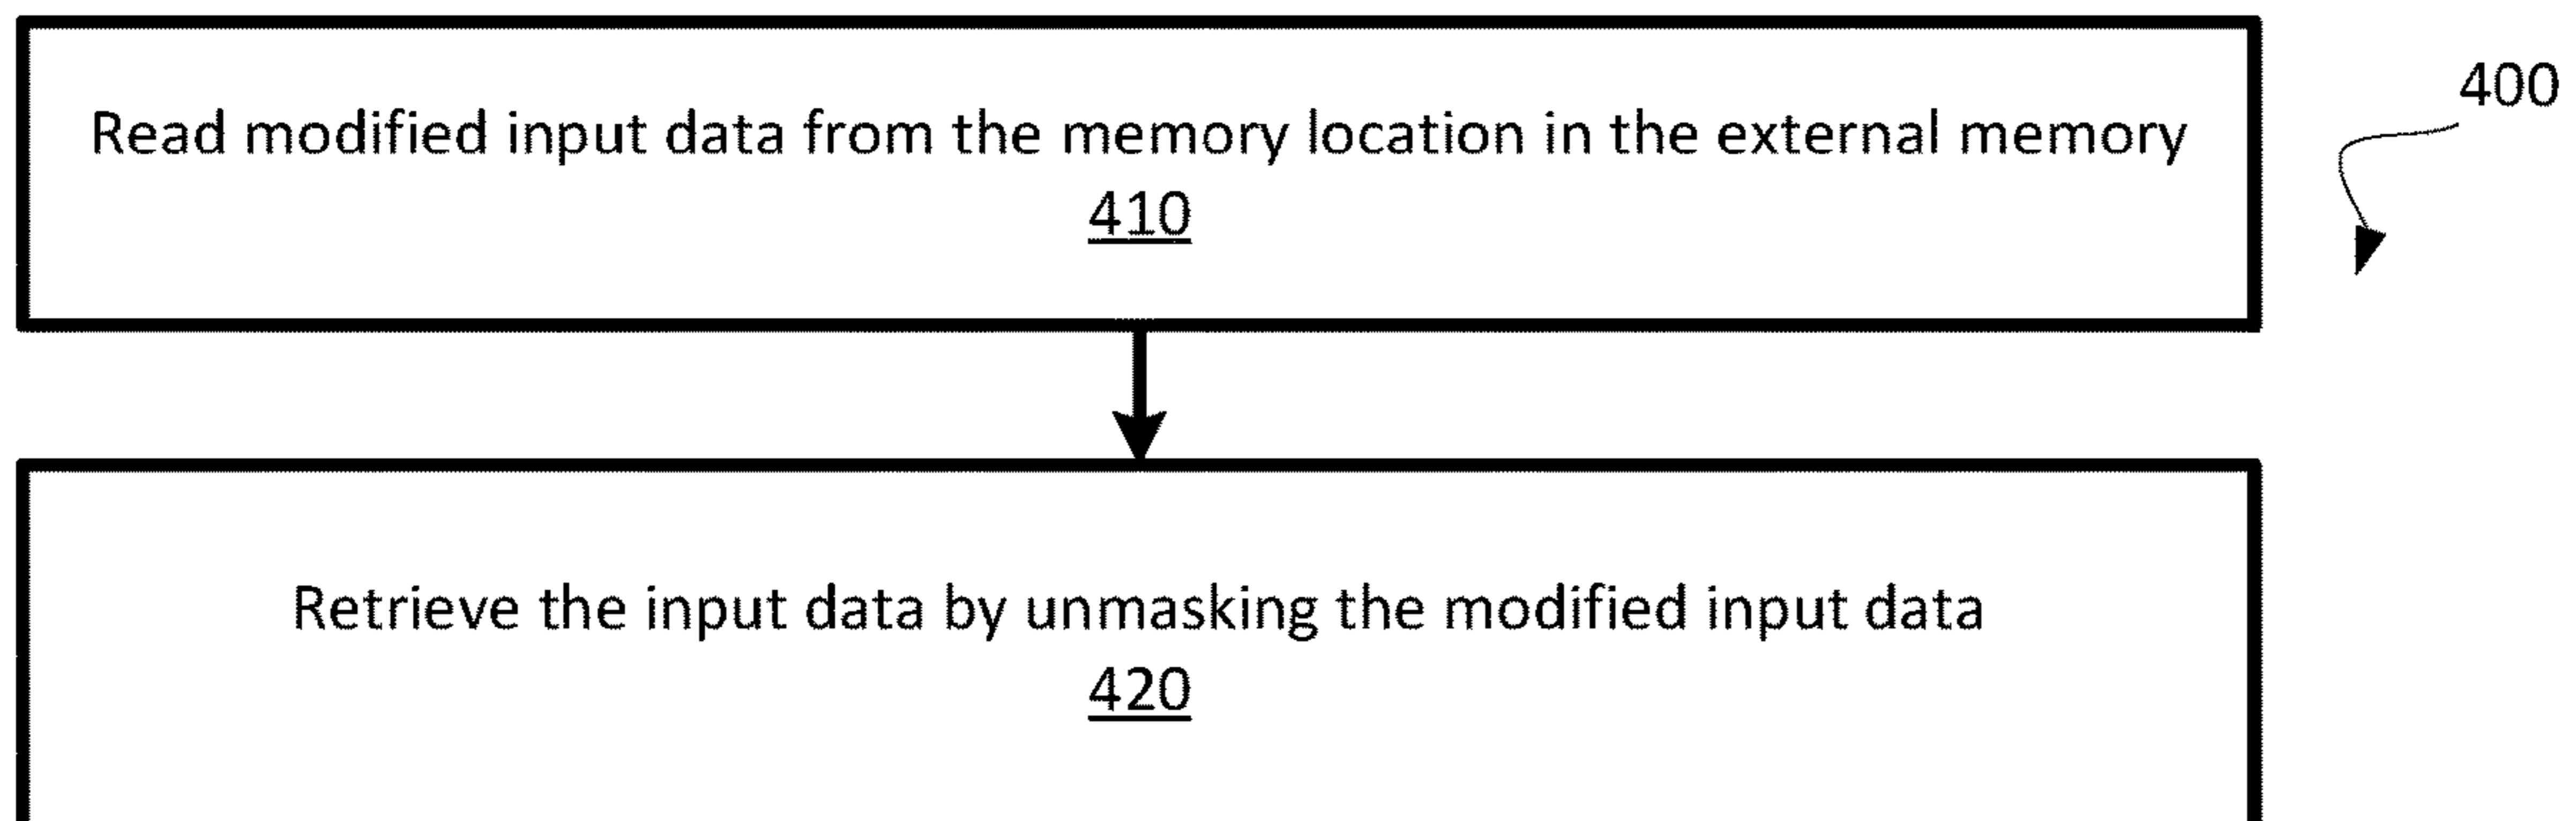 Read modified input data from the memory location in the external memory
410
400
Retrieve the input data by unmasking the modified input data
420